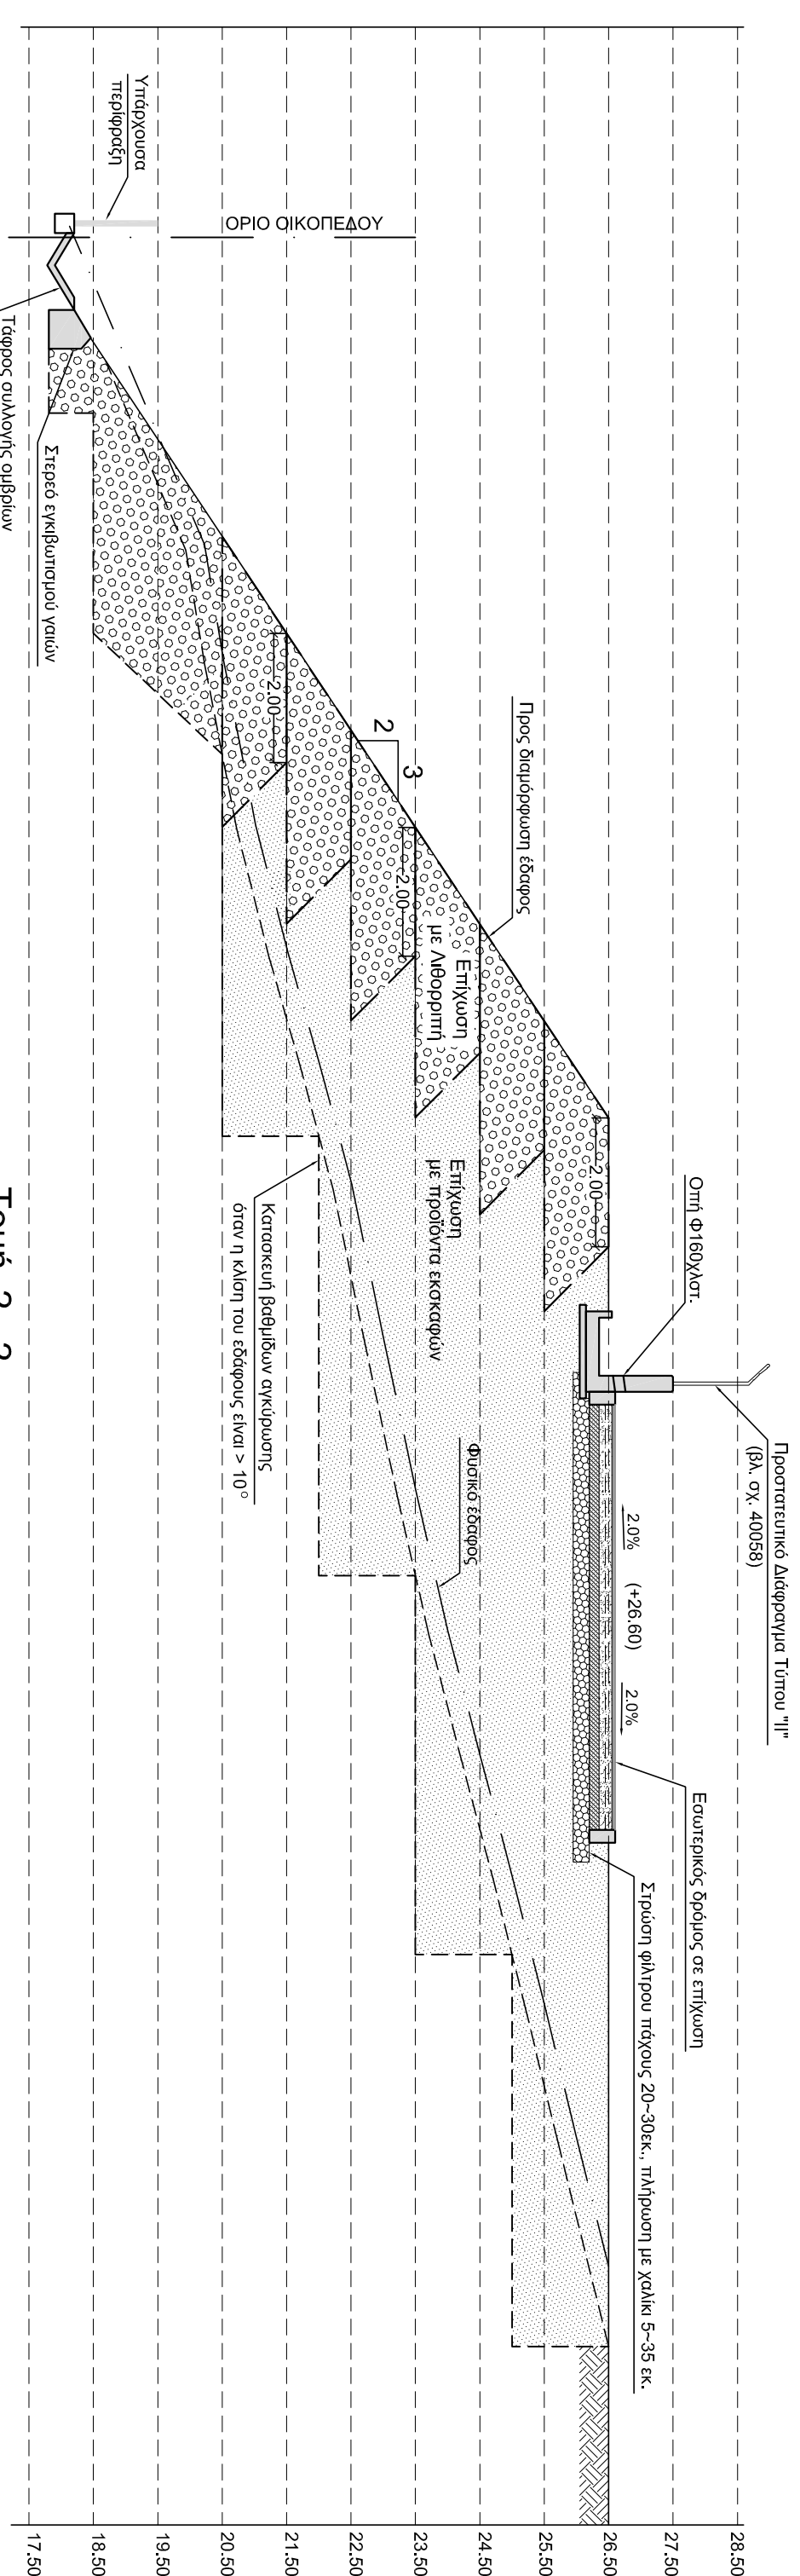 Υπάρχουσα
περίφραξη
ΟΡΙΟ ΟΙΚΟΠΕΔΟΥ
Τάφρος συλλογής ομβρίων
Στερεό εγκιβωτισμού γαιών
2.00
2
3
2.00
Προς διαμόρφωση έδαφος
Επίχωση
με Λιθορριπή
2.00
Επίχωση
με προϊόντα εκσκαφών
Κατασκευή βαθμίδων αγκύρωσης
όταν η κλίση του εδάφους είναι > 10°
Φυσικό έδαφος
Οπή Φ160χλστ.
Προστατευτικό Διάφραγμα Τύπου "ΙΙ"
(βλ. σχ. 40058)
2.0%
(+26.60)
2.0%
Εσωτερικός δρόμος σε επίχωση
Στρώση φίλτρου πάχους 20~30εκ., πλήρωση με χαλίκι 5~35 εκ.
28.50
27.50
26.50
25.50
24.50
23.50
22.50
21.50
20.50
19.50
18.50
17.50